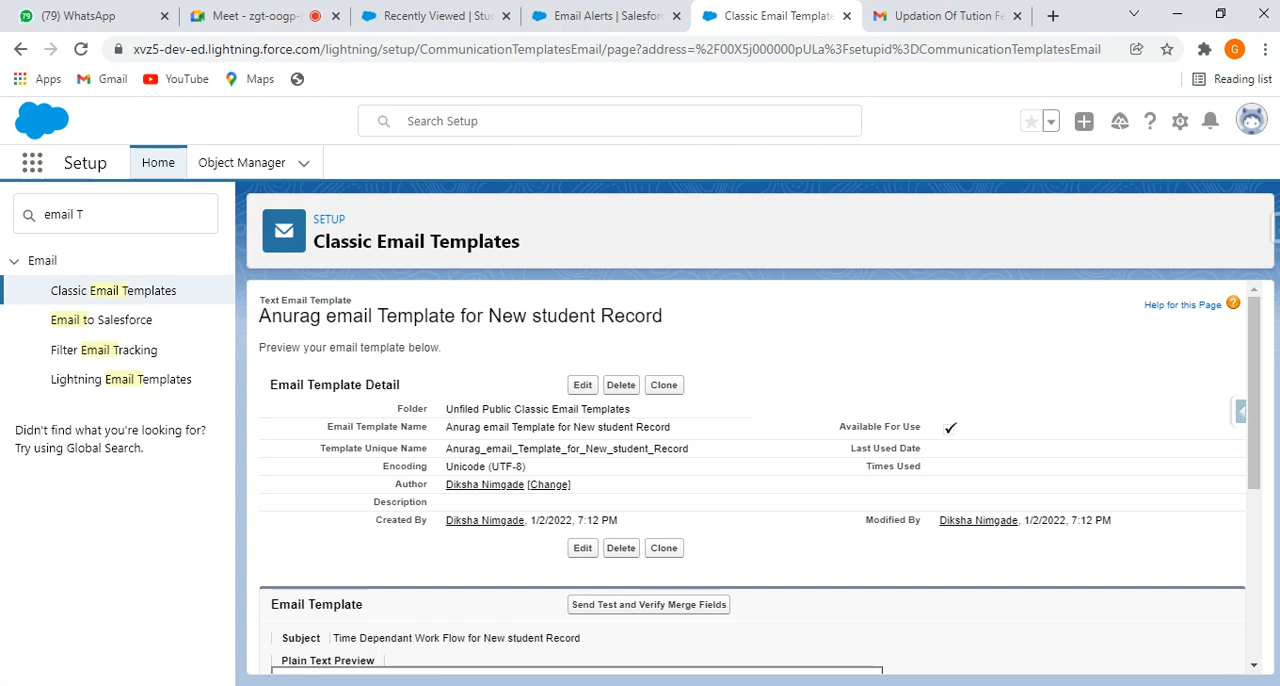 (79) WhatsApp
Meet - zgt-oogp-
Recently Viewed | Stud
Email Alerts | Salesfor
Classic Email Template
Updation Of Tution Fe
xvz5-dev-ed.lightning.force.com/lightning/setup/CommunicationTemplatesEmail/page?address=%2F00X5j000000pULa%3Fsetupid%3DCommunicationTemplatesEmail
G
Apps
Gmail
YouTube
Maps
Reading list
Search Setup
Setup
Home
Object Manager
email T
Email
Classic Email Templates
Email to Salesforce
Filter Email Tracking
Lightning Email Templates
Didn't find what you're looking for?
Try using Global Search.
SETUP
Classic Email Templates
Text Email Template
Anurag email Template for New student Record
Help for this Page
Preview your email template below.
Email Template Detail
Edit Delete Clone
Folder Unfiled Public Classic Email Templates
Email Template Name Anurag email Template for New student Record Available For Use ✓
Template Unique Name Anurag_email_Template_for_New_student_Record Last Used Date
Encoding Unicode (UTF-8) Times Used
Author Diksha Nimgade [Change]
Description
Created By Diksha Nimgade, 1/2/2022, 7:12 PM Modified By Diksha Nimgade, 1/2/2022, 7:12 PM
Edit Delete Clone
Email Template Send Test and Verify Merge Fields
Subject Time Dependant Work Flow for New student Record
Plain Text Preview